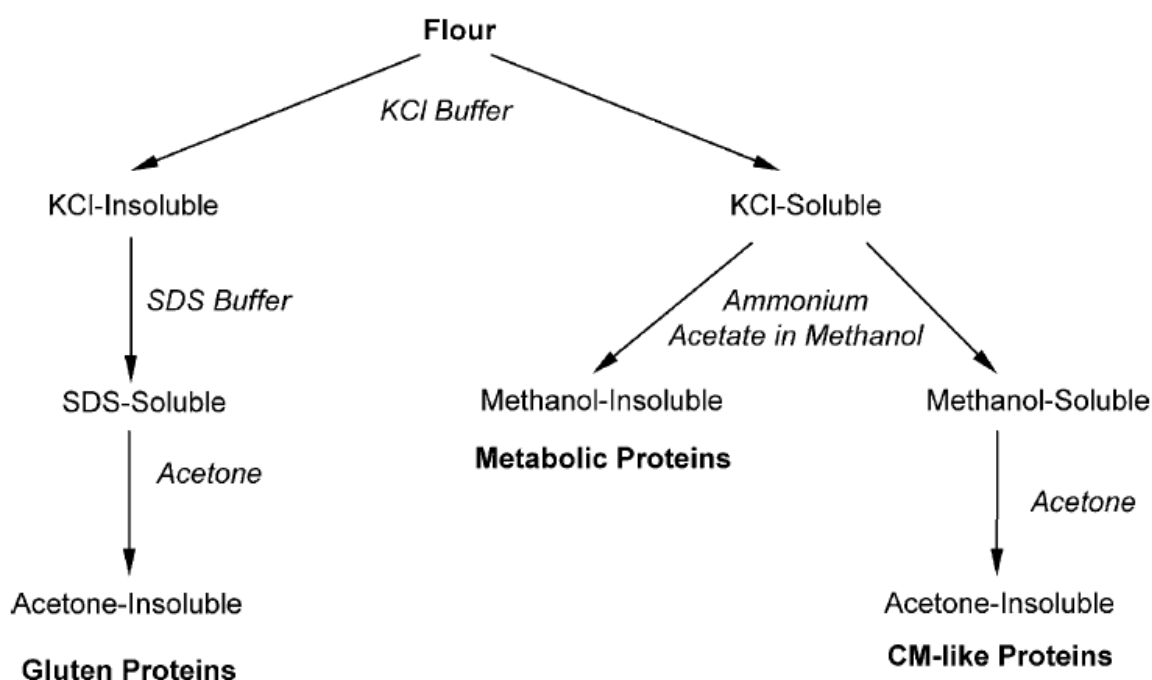 Flour
KCl Buffer
KCl-Insoluble
KCl-Soluble
SDS Buffer
Ammonium
Acetate in Methanol
SDS-Soluble
Methanol-Insoluble
Methanol-Soluble
Metabolic Proteins
Acetone
Acetone
Acetone-Insoluble
Acetone-Insoluble
Gluten Proteins
CM-like Proteins